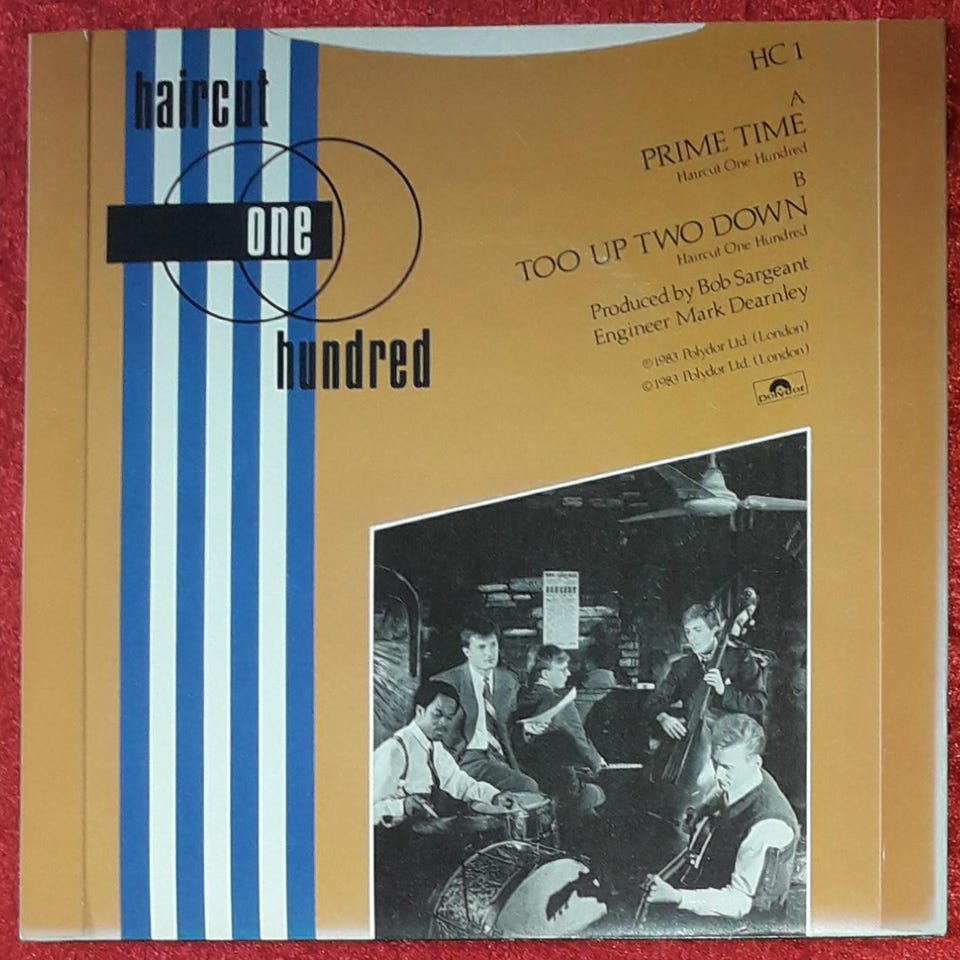 haircut
one
hundred
HC 1
A
PRIME TIME
Haircut One Hundred
B
TOO UP TWO DOWN
Haircut One Hundred
Produced by Bob Sargeant
Engineer Mark Dearnley
℗1983 Polydor Ltd. (London)
©1983 Polydor Ltd. (London)
Polydor
CONCERT